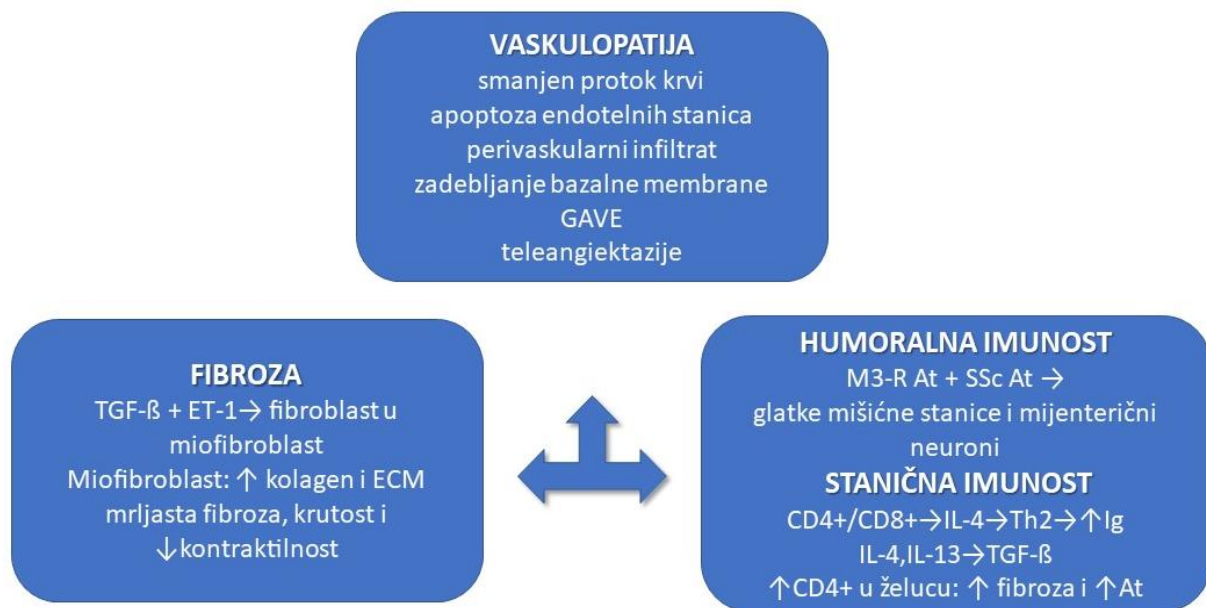 VASKULOPATIJA
smanjen protok krvi
apoptoza endotelnih stanica
perivaskularni infiltrat
zadebljanje bazalne membrane
GAVE
teleangiektazije
FIBROZA
TGF-ß + ET-1→ fibroblast u
miofibroblast
Miofibroblast: ↑ kolagen i ECM
mrljasta fibroza, krutost i
↓kontraktilnost
HUMORALNA IMUNOST
M3-R At + SSc At →
glatke mišićne stanice i mijenterični
neuroni
STANIČNA IMUNOST
CD4+/CD8+→IL-4→Th2→↑Ig
IL-4,IL-13→TGF-ß
↑CD4+ u želucu: ↑ fibroza i ↑At